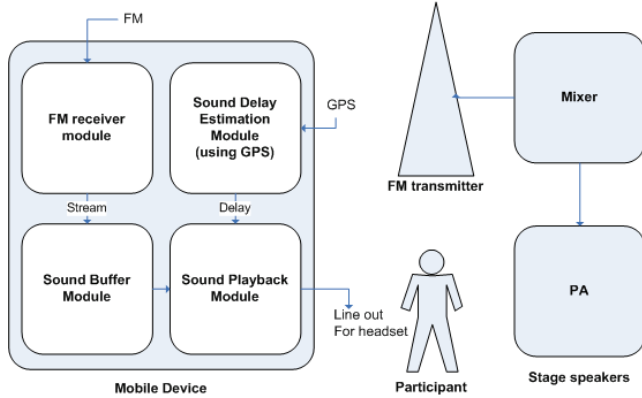 FM
FM receiver
module
Sound Delay
Estimation
Module
(using GPS)
GPS
Stream
Delay
Sound Buffer
Module
Sound Playback
Module
Line out
For headset
Mobile Device
FM transmitter
Mixer
PA
Participant
Stage speakers